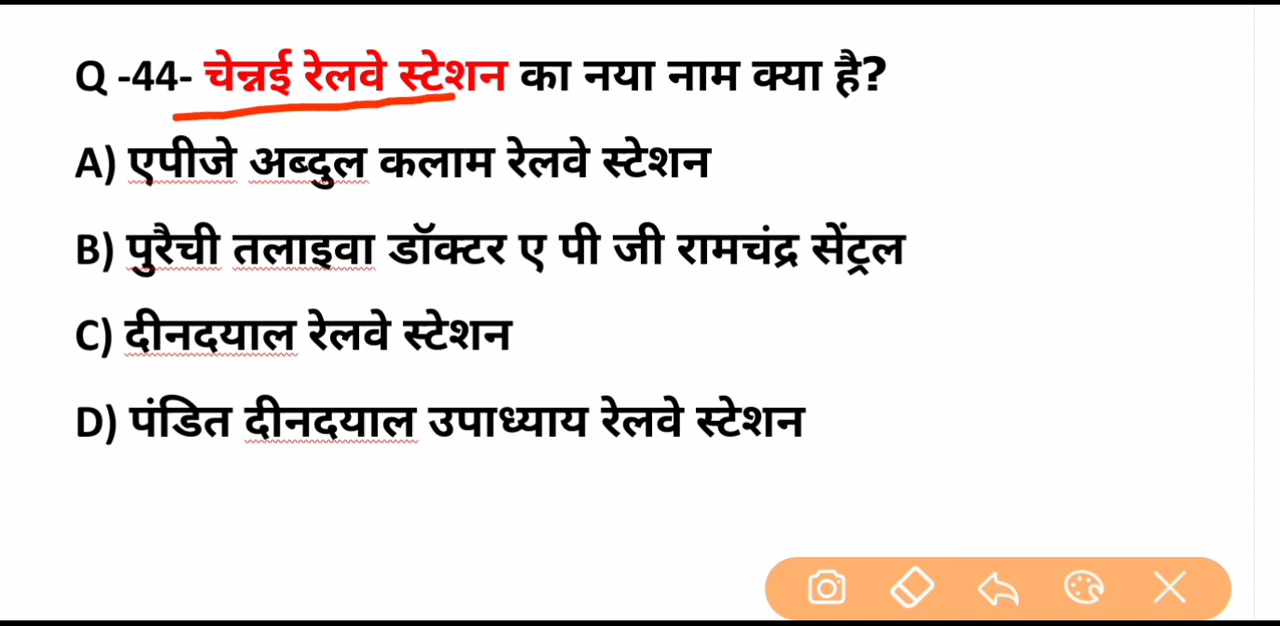 Q -44- चेन्नई रेलवे स्टेशन का नया नाम क्या है?
A) एपीजे अब्दुल कलाम रेलवे स्टेशन
B) पुरैची तलाइवा डॉक्टर ए पी जी रामचंद्र सेंट्रल
C) दीनदयाल रेलवे स्टेशन
D) पंडित दीनदयाल उपाध्याय रेलवे स्टेशन